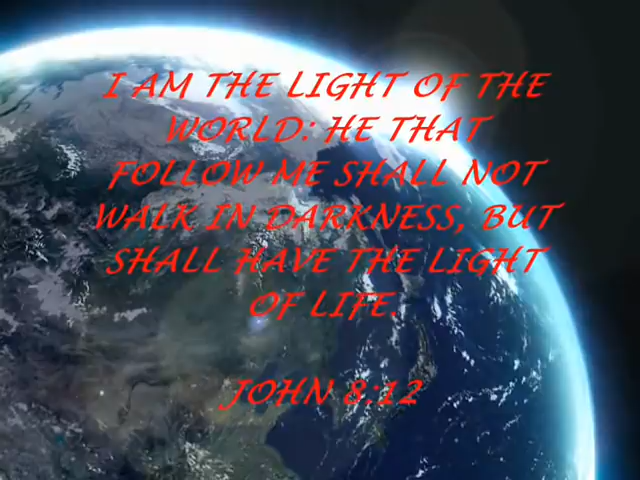 I AM THE LIGHT OF THE
WORLD: HE THAT
FOLLOW ME SHALL NOT
WALK IN DARKNESS, BUT
SHALL HAVE THE LIGHT
OF LIFE.
JOHN 8:12